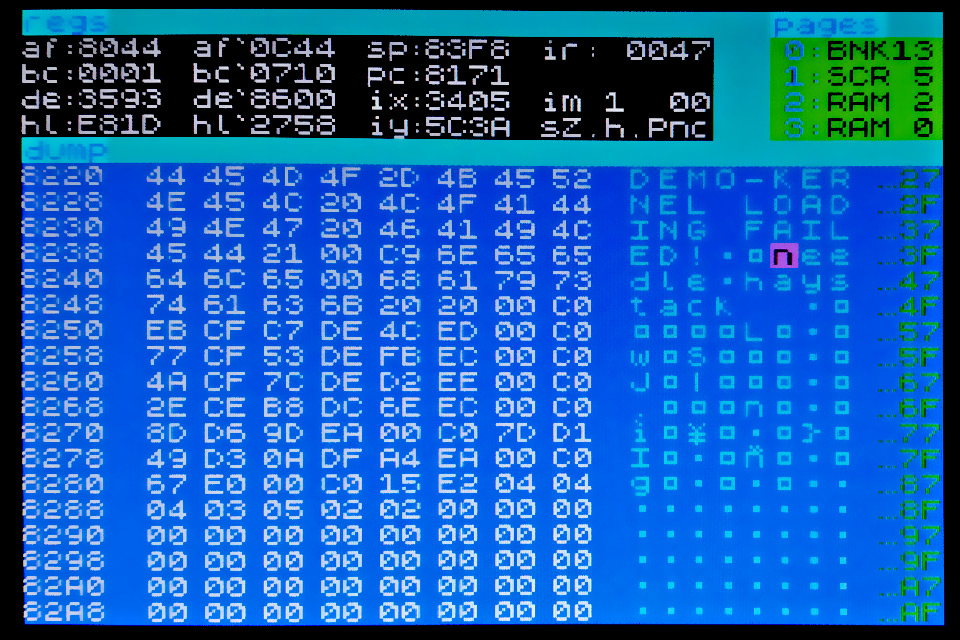 regs pages
af:8044 af`0C44 sp:83F8 ir: 0047 0:BNK13
bc:0001 bc`0710 pc:8171 1:SCR 5
de:3593 de`8600 ix:3405 im 1 00 2:RAM 2
hl:E81D hl`2758 iy:5C3A sZ.h.Pnc 3:RAM 0
dump
8220 44 45 4D 4F 2D 4B 45 52 DEMO-KER ...27
8228 4E 45 4C 20 4C 4F 41 44 NEL LOAD ...2F
8230 49 4E 47 20 46 41 49 4C ING FAIL ...37
8238 45 44 21 00 C9 6E 65 65 ED!·□nee ...3F
8240 64 6C 65 00 68 61 79 73 dle·hays ...47
8248 74 61 63 6B 20 20 00 C0 tack  ·□ ...4F
8250 EB CF C7 DE 4C ED 00 C0 □□□□L□·□ ...57
8258 77 CF 53 DE FB EC 00 C0 w□S□□□·□ ...5F
8260 4A CF 7C DE D2 EE 00 C0 J□|□□□·□ ...67
8268 2E CE B8 DC 6E EC 00 C0 .□□□n□·□ ...6F
8270 8D D6 9D EA 00 C0 7D D1 i□¥□·□}□ ...77
8278 49 D3 0A DF A4 EA 00 C0 I□·□ñ□·□ ...7F
8280 67 E0 00 C0 15 E2 04 04 g□·□·□·· ...87
8288 04 03 05 02 02 00 00 00 ········ ...8F
8290 00 00 00 00 00 00 00 00 ········ ...97
8298 00 00 00 00 00 00 00 00 ········ ...9F
82A0 00 00 00 00 00 00 00 00 ········ ...A7
82A8 00 00 00 00 00 00 00 00 ········ ...AF